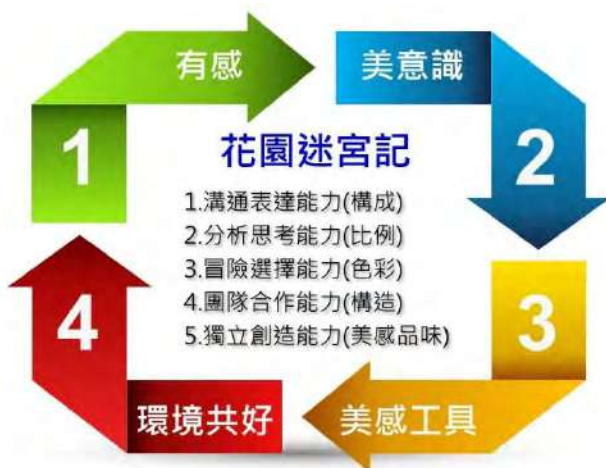 有感
1
美意識
2
花園迷宮記
1.溝通表達能力(構成)
2.分析思考能力(比例)
3.冒險選擇能力(色彩)
4.團隊合作能力(構造)
5.獨立創造能力(美感品味)
3
美感工具
4
環境共好